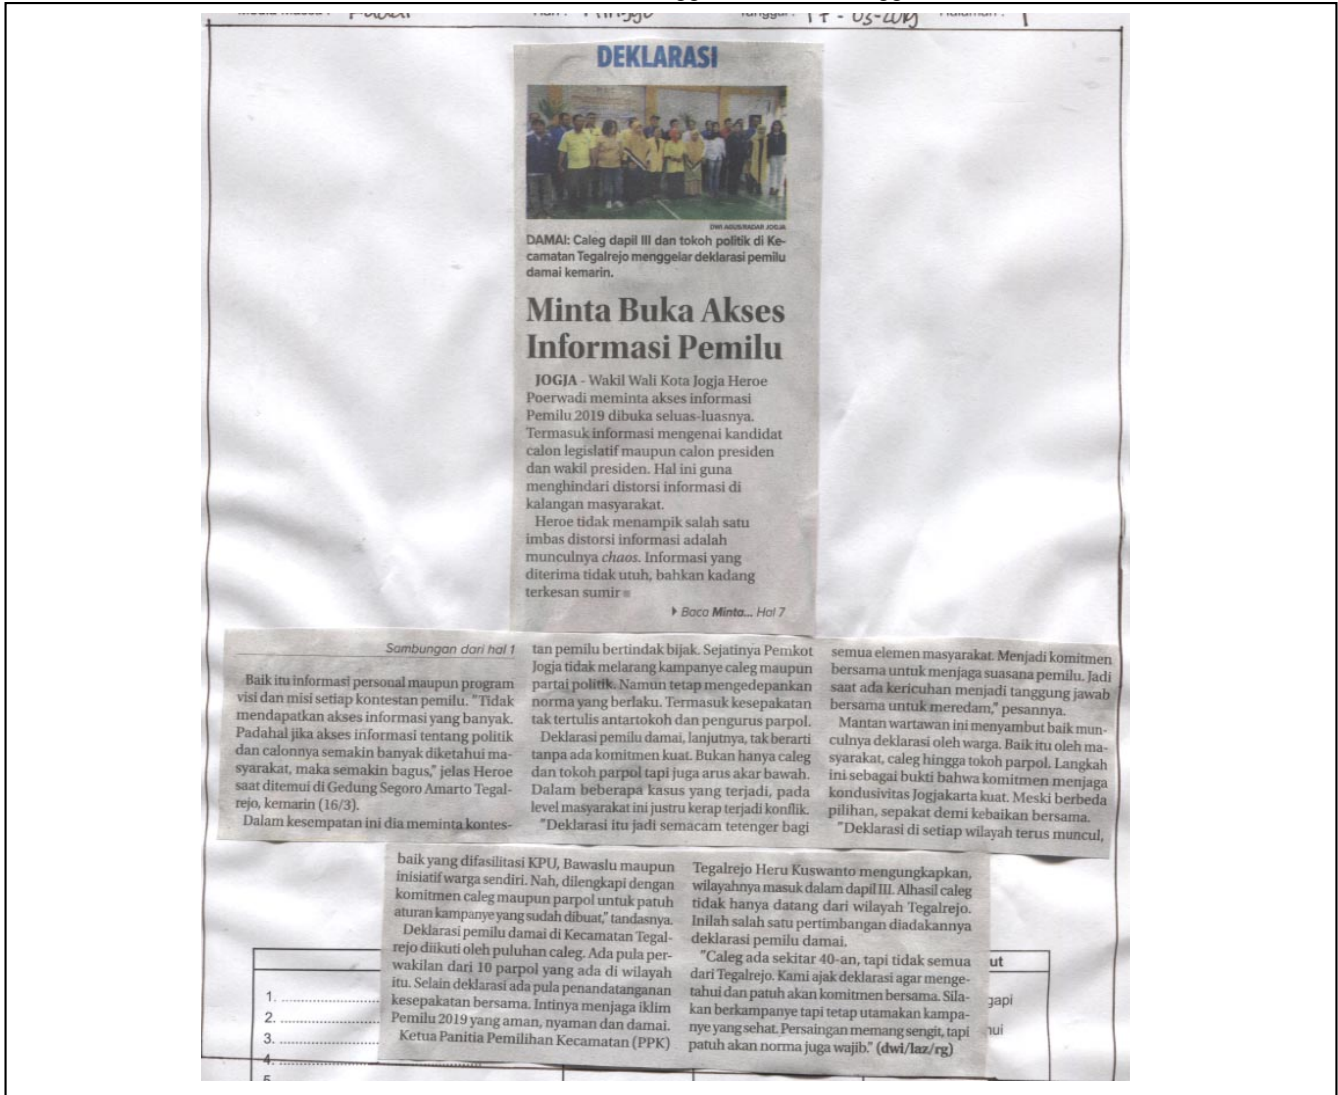 17-03-2019
DEKLARASI
DWI AGUS/RADAR JOGJA
DAMAI: Caleg dapil III dan tokoh politik di Ke-
camatan Tegalrejo menggelar deklarasi pemilu
damai kemarin.
Minta Buka Akses
Informasi Pemilu
JOGJA - Wakil Wali Kota Jogja Heroe
Poerwadi meminta akses informasi
Pemilu 2019 dibuka seluas-luasnya.
Termasuk informasi mengenai kandidat
calon legislatif maupun calon presiden
dan wakil presiden. Hal ini guna
menghindari distorsi informasi di
kalangan masyarakat.
Heroe tidak menampik salah satu
imbas distorsi informasi adalah
munculnya chaos. Informasi yang
diterima tidak utuh, bahkan kadang
terkesan sumir
Baca Minta... Hal 7
Sambungan dari hal 1
Baik itu informasi personal maupun program
visi dan misi setiap kontestan pemilu. "Tidak
mendapatkan akses informasi yang banyak.
Padahal jika akses informasi tentang politik
dan calonnya semakin banyak diketahui ma-
syarakat, maka semakin bagus," jelas Heroe
saat ditemui di Gedung Segoro Amarto Tegal-
rejo, kemarin (16/3).
Dalam kesempatan ini dia meminta kontes-
tan pemilu bertindak bijak. Sejatinya Pemkot
Jogja tidak melarang kampanye caleg maupun
partai politik. Namun tetap mengedepankan
norma yang berlaku. Termasuk kesepakatan
tak tertulis antartokoh dan pengurus parpol.
Deklarasi pemilu damai, lanjutnya, tak berarti
tanpa ada komitmen kuat. Bukan hanya caleg
dan tokoh parpol tapi juga arus akar bawah.
Dalam beberapa kasus yang terjadi, pada
level masyarakat ini justru kerap terjadi konflik.
"Deklarasi itu jadi semacam tetenger bagi
semua elemen masyarakat. Menjadi komitmen
bersama untuk menjaga suasana pemilu. Jadi
saat ada kericuhan menjadi tanggung jawab
bersama untuk meredam," pesannya.
Mantan wartawan ini menyambut baik mun-
culnya deklarasi oleh warga. Baik itu oleh ma-
syarakat, caleg hingga tokoh parpol. Langkah
ini sebagai bukti bahwa komitmen menjaga
kondusivitas Jogjakarta kuat. Meski berbeda
pilihan, sepakat demi kebaikan bersama.
"Deklarasi di setiap wilayah terus muncul,
baik yang difasilitasi KPU, Bawaslu maupun
inisiatif warga sendiri. Nah, dilengkapi dengan
komitmen caleg maupun parpol untuk patuh
aturan kampanye yang sudah dibuat," tandasnya.
Deklarasi pemilu damai di Kecamatan Tegal-
rejo diikuti oleh puluhan caleg. Ada pula per-
wakilan dari 10 parpol yang ada di wilayah
itu. Selain deklarasi ada pula penandatanganan
kesepakatan bersama. Intinya menjaga iklim
Pemilu 2019 yang aman, nyaman dan damai.
Ketua Panitia Pemilihan Kecamatan (PPK)
Tegalrejo Heru Kuswanto mengungkapkan,
wilayahnya masuk dalam dapil III. Alhasil caleg
tidak hanya datang dari wilayah Tegalrejo.
Inilah salah satu pertimbangan diadakannya
deklarasi pemilu damai.
"Caleg ada sekitar 40-an, tapi tidak semua
dari Tegalrejo. Kami ajak deklarasi agar menge-
tahui dan patuh akan komitmen bersama. Sila-
kan berkampanye tapi tetap utamakan kampa-
nye yang sehat. Persaingan memang sengit, tapi
patuh akan norma juga wajib." (dwi/laz/rg)
ut
1. ........................ gapi
2. ........................
3. ........................
4. ........................